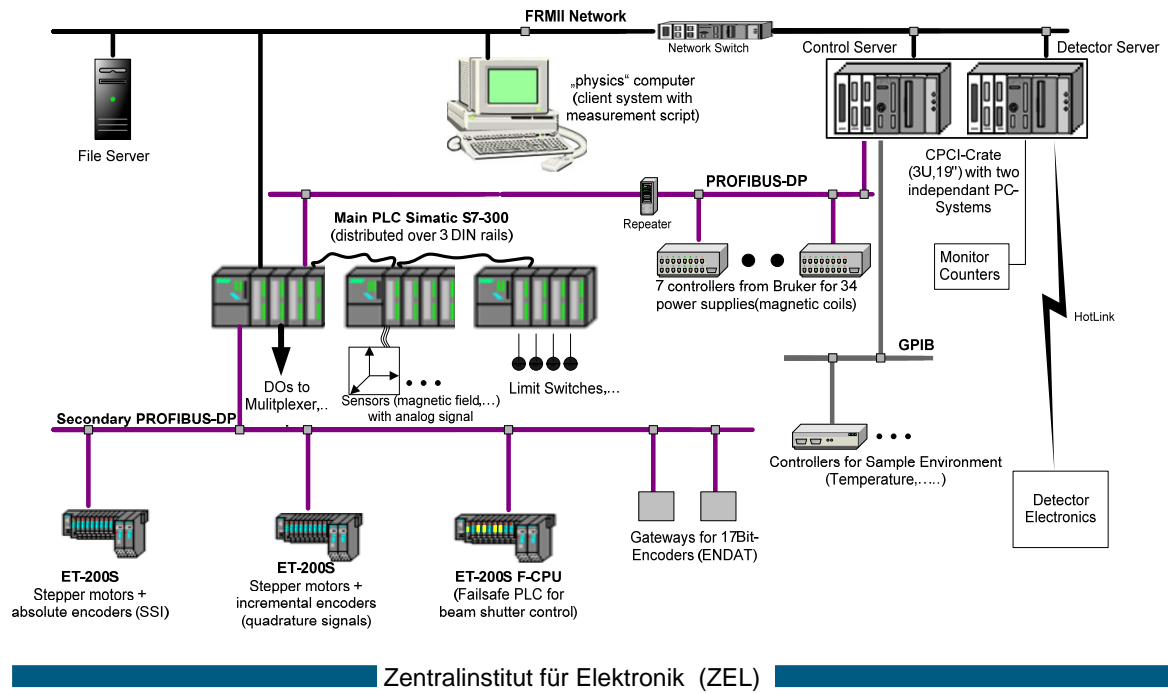 FRMII Network
Network Switch
Control Server
Detector Server
File Server
„physics“ computer
(client system with
measurement script)
CPCI-Crate
(3U,19") with two
independant PC-
Systems
PROFIBUS-DP
Repeater
Main PLC Simatic S7-300
(distributed over 3 DIN rails)
7 controllers from Bruker for 34
power supplies(magnetic coils)
Monitor
Counters
HotLink
GPIB
DOs to
Mulitplexer,..
Sensors (magnetic field,...)
with analog signal
Limit Switches,...
Secondary PROFIBUS-DP
Controllers for Sample Environment
(Temperature,.....)
Detector
Electronics
Gateways for 17Bit-
Encoders (ENDAT)
ET-200S
Stepper motors +
absolute encoders (SSI)
ET-200S
Stepper motors +
incremental encoders
(quadrature signals)
ET-200S F-CPU
(Failsafe PLC for
beam shutter control)
Zentralinstitut für Elektronik (ZEL)